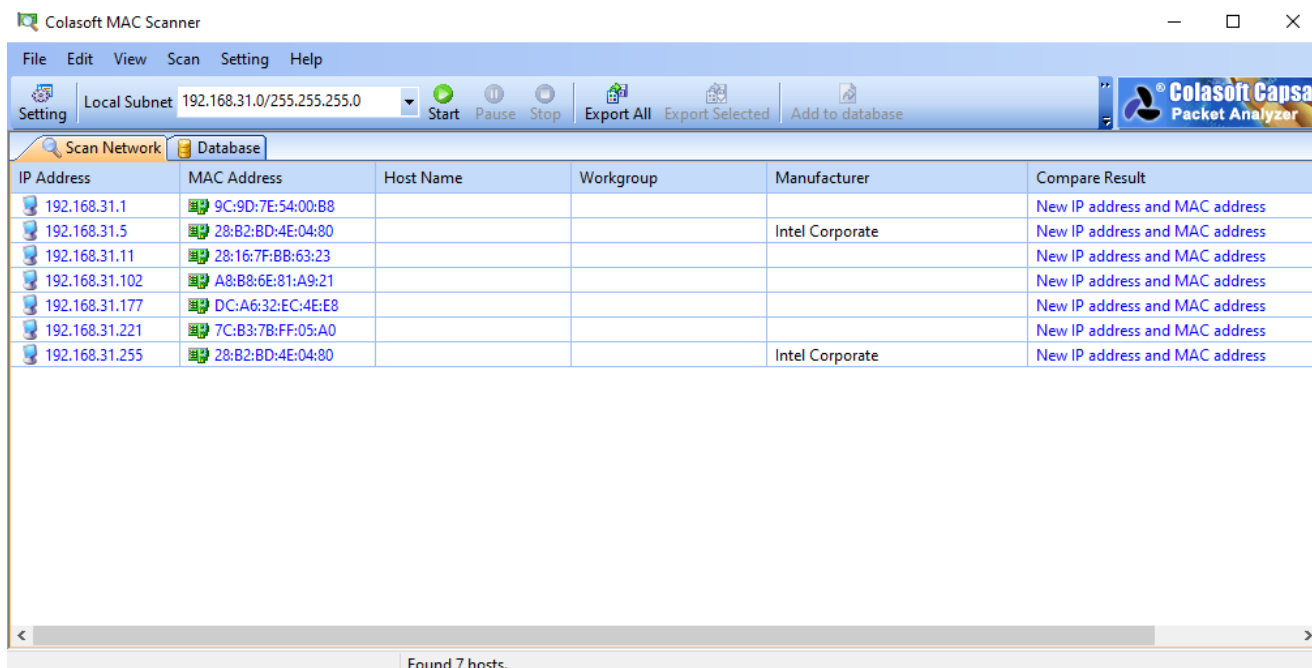 Colasoft MAC Scanner
File Edit View Scan Setting Help
Setting Local Subnet 192.168.31.0/255.255.255.0 Start Pause Stop Export All Export Selected Add to database Colasoft Capsa Packet Analyzer
Scan Network Database
IP Address MAC Address Host Name Workgroup Manufacturer Compare Result
192.168.31.1 9C:9D:7E:54:00:B8 New IP address and MAC address
192.168.31.5 28:B2:BD:4E:04:80 Intel Corporate New IP address and MAC address
192.168.31.11 28:16:7F:BB:63:23 New IP address and MAC address
192.168.31.102 A8:B8:6E:81:A9:21 New IP address and MAC address
192.168.31.177 DC:A6:32:EC:4E:E8 New IP address and MAC address
192.168.31.221 7C:B3:7B:FF:05:A0 New IP address and MAC address
192.168.31.255 28:B2:BD:4E:04:80 Intel Corporate New IP address and MAC address
Found 7 hosts.